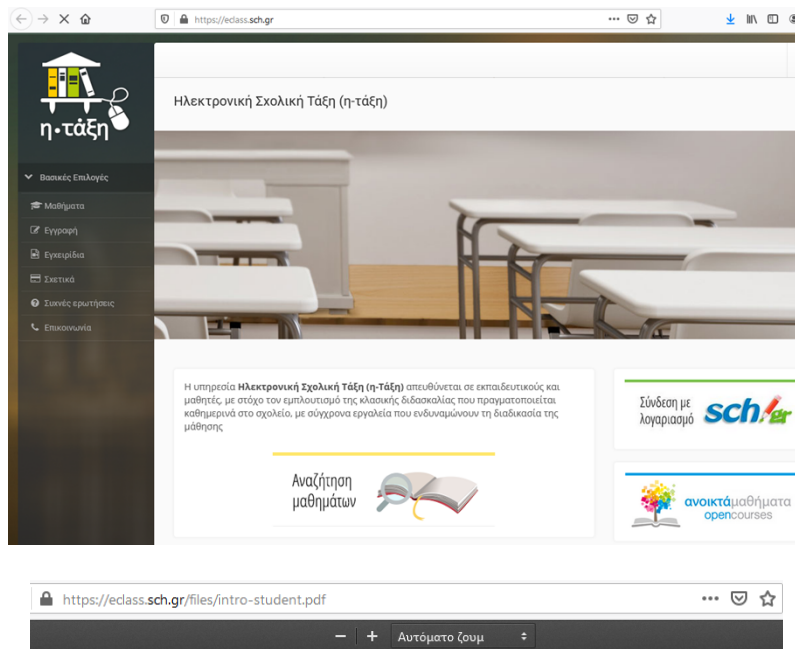 https://eclass.sch.gr
η·τάξη
Ηλεκτρονική Σχολική Τάξη (η-τάξη)
Βασικές Επιλογές
Μαθήματα
Εγγραφή
Εγχειρίδια
Σχετικά
Συχνές ερωτήσεις
Επικοινωνία
Η υπηρεσία Ηλεκτρονική Σχολική Τάξη (η-Τάξη) απευθύνεται σε εκπαιδευτικούς και
μαθητές, με στόχο τον εμπλουτισμό της κλασικής διδασκαλίας που πραγματοποιείται
καθημερινά στο σχολείο, με σύγχρονα εργαλεία που ενδυναμώνουν τη διαδικασία της
μάθησης
Αναζήτηση
μαθημάτων
Σύνδεση με
λογαριασμό
sch.gr
ανοικτάμαθήματα
opencourses
https://eclass.sch.gr/files/intro-student.pdf
Αυτόματο ζουμ